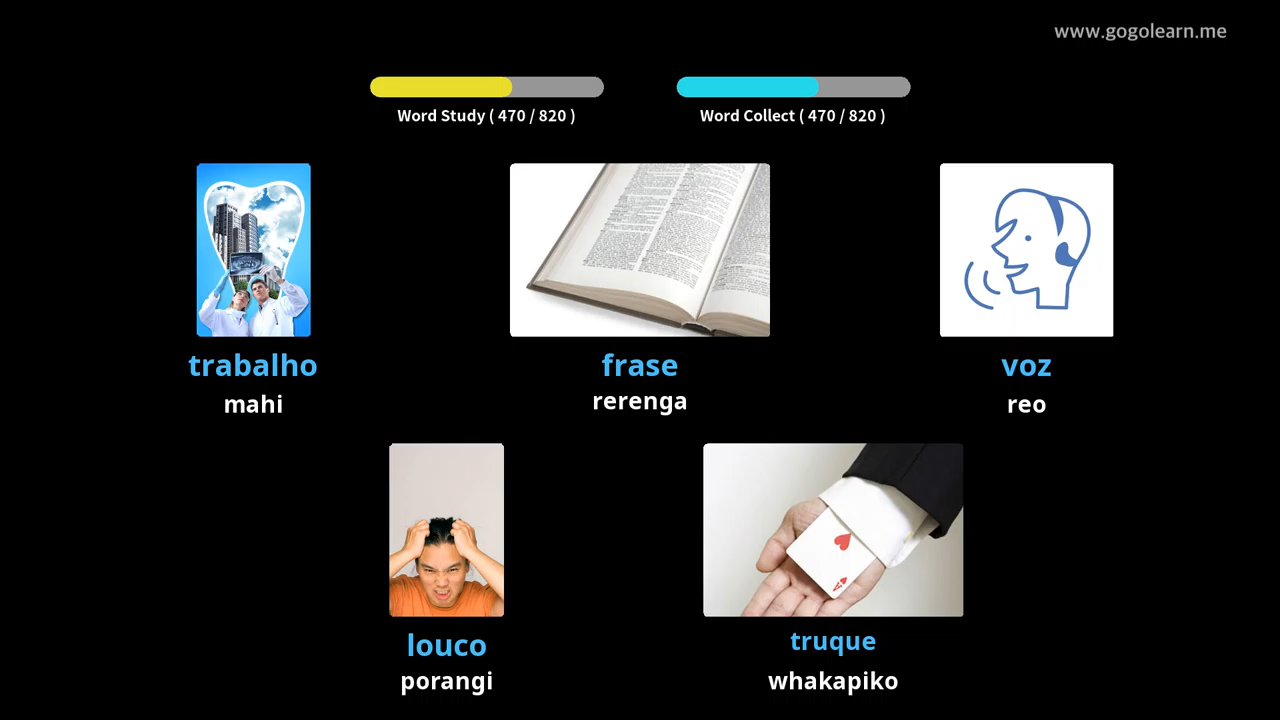 www.gogolearn.me
Word Study ( 470 / 820 )
Word Collect ( 470 / 820 )
trabalho
mahi
frase
rerenga
voz
reo
louco
porangi
truque
whakapiko